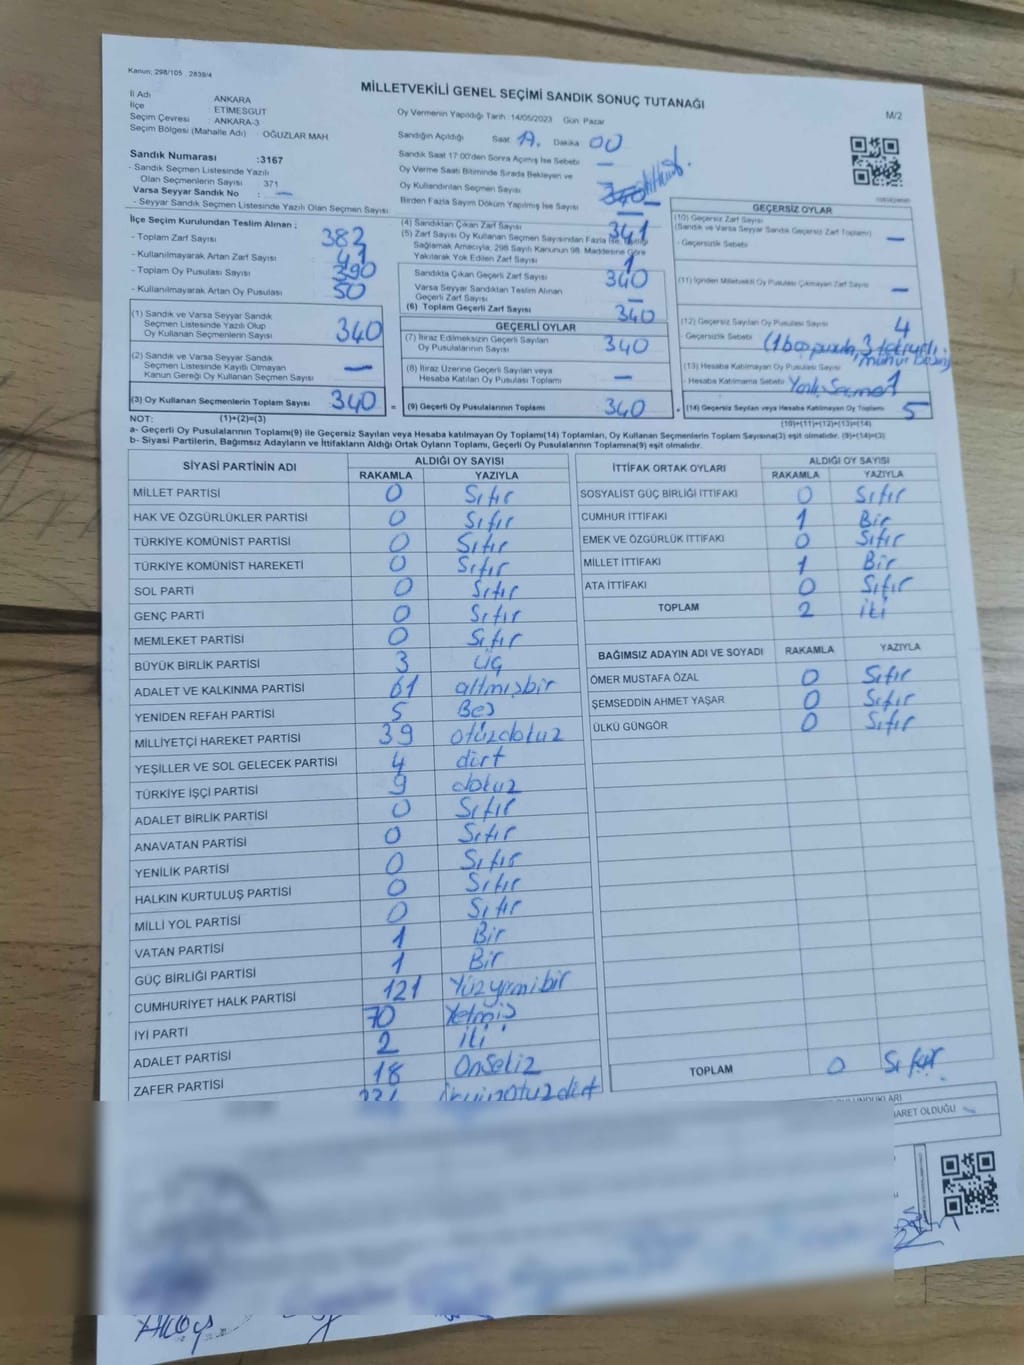 Kanun: 298/105 , 2839/4
MİLLETVEKİLİ GENEL SEÇİMİ SANDIK SONUÇ TUTANAĞI
M/2
İl Adı ANKARA
İlçe ETİMESGUT
Seçim Çevresi : ANKARA-3
Seçim Bölgesi (Mahalle Adı) : OĞUZLAR MAH
Oy Vermenin Yapıldığı Tarih :14/05/2023 Gün: Pazar
Sandığın Açıldığı Saat 17. Dakika 00
Sandık Saat 17:00'den Sonra Açılmış İse Sebebi —
Oy Verme Saati Bitiminde Sırada Bekleyen ve
Oy Kullandırılan Seçmen Sayısı
Birden Fazla Sayım Döküm Yapılmış İse Sayısı —
Sandık Numarası :3167
- Sandık Seçmen Listesinde Yazılı
Olan Seçmenlerin Sayısı 371
Varsa Seyyar Sandık No : —
- Seyyar Sandık Seçmen Listesinde Yazılı Olan Seçmen Sayısı
İlçe Seçim Kurulundan Teslim Alınan ;
- Toplam Zarf Sayısı 382
- Kullanılmayarak Artan Zarf Sayısı 41
- Toplam Oy Pusulası Sayısı 390
- Kullanılmayarak Artan Oy Pusulası 50
(1) Sandık ve Varsa Seyyar Sandık
Seçmen Listesinde Yazılı Olup
Oy Kullanan Seçmenlerin Sayısı 340
(2) Sandık ve Varsa Seyyar Sandık
Seçmen Listesinde Kayıtlı Olmayan
Kanun Gereği Oy Kullanan Seçmen Sayısı —
(3) Oy Kullanan Seçmenlerin Toplam Sayısı 340
(4) Sandıktan Çıkan Zarf Sayısı 341
(5) Zarf Sayısı Oy Kullanan Seçmen Sayısından Fazla İse, Eşitliği
Sağlamak Amacıyla, 298 Sayılı Kanunun 98. Maddesine Göre
Yakılarak Yok Edilen Zarf Sayısı 1
Sandıkta Çıkan Geçerli Zarf Sayısı 340
Varsa Seyyar Sandıktan Teslim Alınan
Geçerli Zarf Sayısı —
(6) Toplam Geçerli Zarf Sayısı 340
GEÇERLİ OYLAR
(7) İtiraz Edilmeksizin Geçerli Sayılan
Oy Pusulalarının Sayısı 340
(8) İtiraz Üzerine Geçerli Sayılan veya
Hesaba Katılan Oy Pusulası Toplamı —
= (9) Geçerli Oy Pusulalarının Toplamı 340
GEÇERSİZ OYLAR
(10) Geçersiz Zarf Sayısı
(Sandık ve Varsa Seyyar Sandık Geçersiz Zarf Toplamı) —
- Geçersizlik Sebebi
(11) İçinden Milletvekili Oy Pusulası Çıkmayan Zarf Sayısı —
(12) Geçersiz Sayılan Oy Pusulası Sayısı 4
- Geçersizlik Sebebi (1 boş pusula, 3
(13) Hesaba Katılmayan Oy Pusulası Sayısı 1
- Hesaba Katılmama Sebebi
+ (14) Geçersiz Sayılan veya Hesaba Katılmayan Oy Toplamı 5
NOT: (1)+(2)=(3)
(10)+(11)+(12)+(13)=(14)
a- Geçerli Oy Pusulalarının Toplamı(9) ile Geçersiz Sayılan veya Hesaba katılmayan Oy Toplamı(14) Toplamları, Oy Kullanan Seçmenlerin Toplam Sayısına(3) eşit olmalıdır. (9)+(14)=(3)
b- Siyasi Partilerin, Bağımsız Adayların ve İttifakların Aldığı Ortak Oyların Toplamı, Geçerli Oy Pusulalarının Toplamına(9) eşit olmalıdır.
SİYASİ PARTİNİN ADI ALDIĞI OY SAYISI
RAKAMLA YAZIYLA
MİLLET PARTİSİ 0 Sıfır
HAK VE ÖZGÜRLÜKLER PARTİSİ 0 Sıfır
TÜRKİYE KOMÜNİST PARTİSİ 0 Sıfır
TÜRKİYE KOMÜNİST HAREKETİ 0 Sıfır
SOL PARTİ 0 Sıfır
GENÇ PARTİ 0 Sıfır
MEMLEKET PARTİSİ 0 Sıfır
BÜYÜK BİRLİK PARTİSİ 3 Üç
ADALET VE KALKINMA PARTİSİ 61 altmışbir
YENİDEN REFAH PARTİSİ 5 Beş
MİLLİYETÇİ HAREKET PARTİSİ 39 otuzdokuz
YEŞİLLER VE SOL GELECEK PARTİSİ 4 dört
TÜRKİYE İŞÇİ PARTİSİ 9 dokuz
ADALET BİRLİK PARTİSİ 0 Sıfır
ANAVATAN PARTİSİ 0 Sıfır
YENİLİK PARTİSİ 0 Sıfır
HALKIN KURTULUŞ PARTİSİ 0 Sıfır
MİLLİ YOL PARTİSİ 0 Sıfır
VATAN PARTİSİ 1 Bir
GÜÇ BİRLİĞİ PARTİSİ 1 Bir
CUMHURİYET HALK PARTİSİ 121 Yüzyirmibir
İYİ PARTİ 70 Yetmiş
ADALET PARTİSİ 2 iki
ZAFER PARTİSİ 18 Onsekiz
İTTİFAK ORTAK OYLARI ALDIĞI OY SAYISI
RAKAMLA YAZIYLA
SOSYALİST GÜÇ BİRLİĞİ İTTİFAKI 0 Sıfır
CUMHUR İTTİFAKI 1 Bir
EMEK VE ÖZGÜRLÜK İTTİFAKI 0 Sıfır
MİLLET İTTİFAKI 1 Bir
ATA İTTİFAKI 0 Sıfır
TOPLAM 2 iki
BAĞIMSIZ ADAYIN ADI VE SOYADI RAKAMLA YAZIYLA
ÖMER MUSTAFA ÖZAL 0 Sıfır
ŞEMSEDDİN AHMET YAŞAR 0 Sıfır
ÜLKÜ GÜNGÖR 0 Sıfır
TOPLAM 0 Sıfır